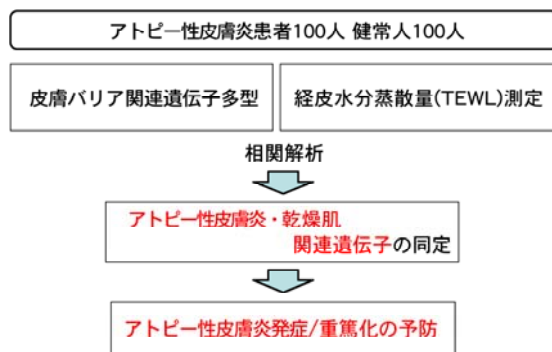 アトピー性皮膚炎患者100人 健常人100人
皮膚バリア関連遺伝子多型
経皮水分蒸散量(TEWL)測定
相関解析
アトピー性皮膚炎・乾燥肌
関連遺伝子の同定
アトピー性皮膚炎発症/重篤化の予防